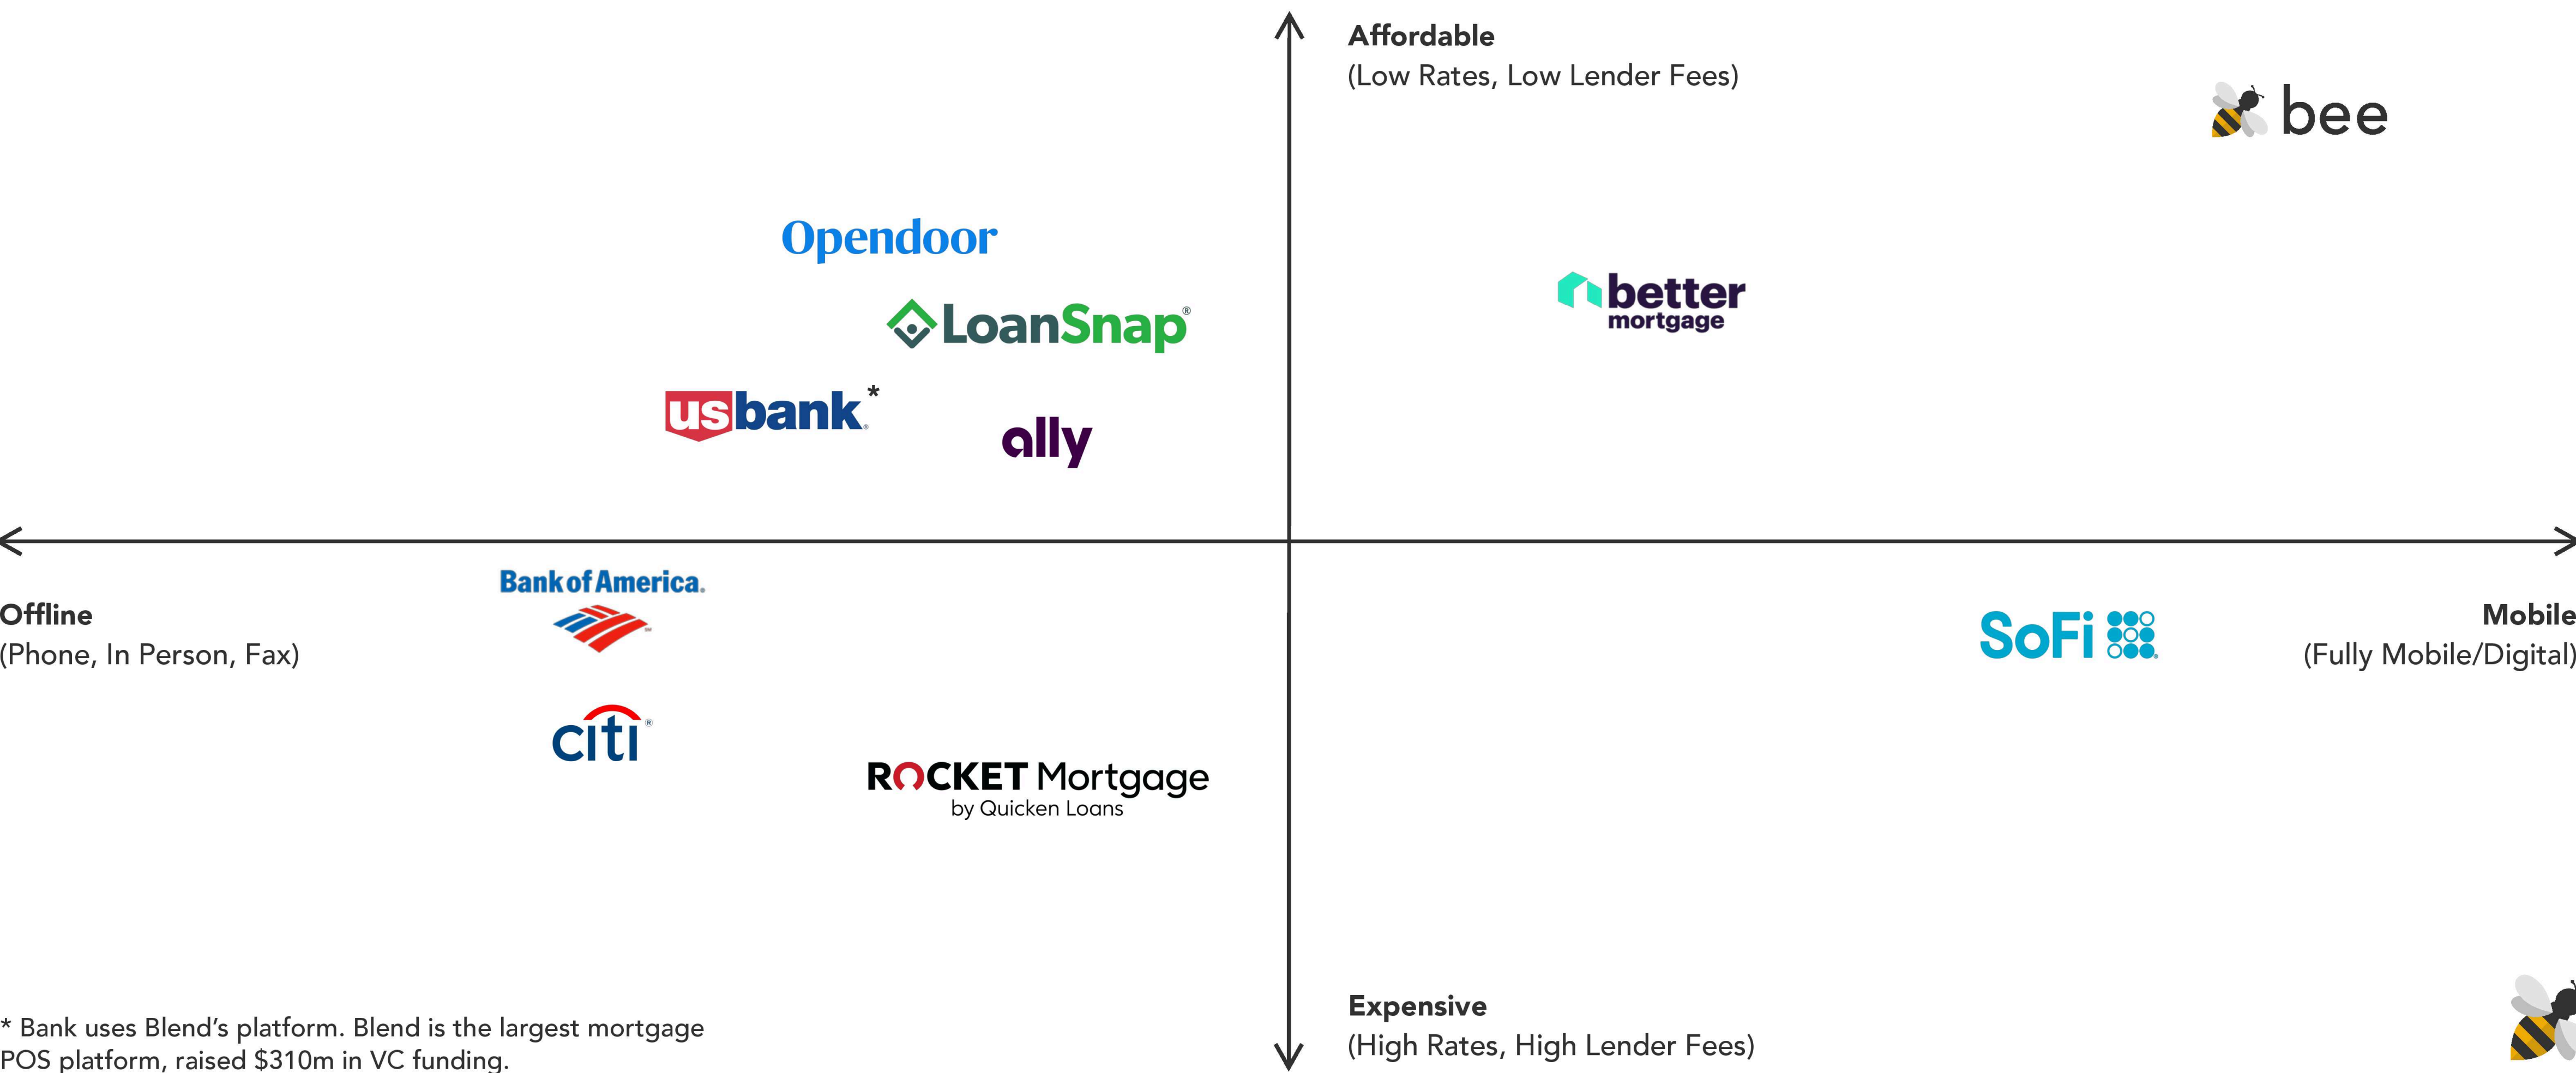 Affordable
(Low Rates, Low Lender Fees)
bee
Opendoor
LoanSnap®
better
mortgage
usbank®*
ally
Bank of America®
Offline
(Phone, In Person, Fax)
SoFi®
Mobile
(Fully Mobile/Digital)
citi®
ROCKET Mortgage
by Quicken Loans
Expensive
(High Rates, High Lender Fees)
* Bank uses Blend’s platform. Blend is the largest mortgage
POS platform, raised $310m in VC funding.